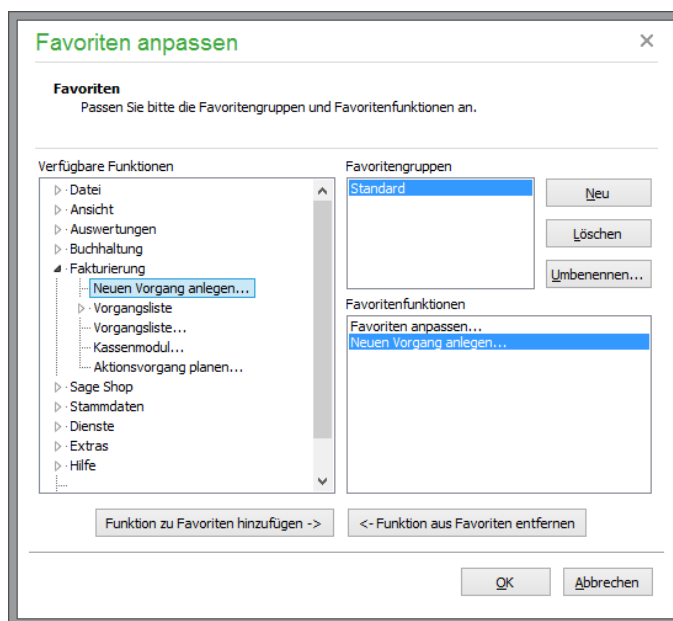 Favoriten anpassen
Favoriten
Passen Sie bitte die Favoritengruppen und Favoritenfunktionen an.
Verfügbare Funktionen
Datei
Ansicht
Auswertungen
Buchhaltung
Fakturierung
Neuen Vorgang anlegen...
Vorgangsliste
Vorgangsliste...
Kassenmodul...
Aktionsvorgang planen...
Sage Shop
Stammdaten
Dienste
Extras
Hilfe
Funktion zu Favoriten hinzufügen ->
Favoritengruppen
Standard
Neu
Löschen
Umbenennen...
Favoritenfunktionen
Favoriten anpassen...
Neuen Vorgang anlegen...
<- Funktion aus Favoriten entfernen
OK
Abbrechen